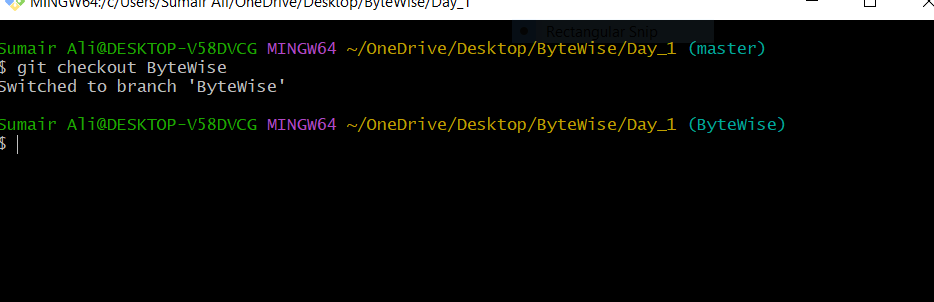 MINGW64:/c/Users/Sumair Ali/OneDrive/Desktop/ByteWise/Day_1
Rectangular Snip
Sumair Ali@DESKTOP-V58DVCG MINGW64 ~/OneDrive/Desktop/ByteWise/Day_1 (master)
$ git checkout ByteWise
Switched to branch 'ByteWise'
Sumair Ali@DESKTOP-V58DVCG MINGW64 ~/OneDrive/Desktop/ByteWise/Day_1 (ByteWise)
$